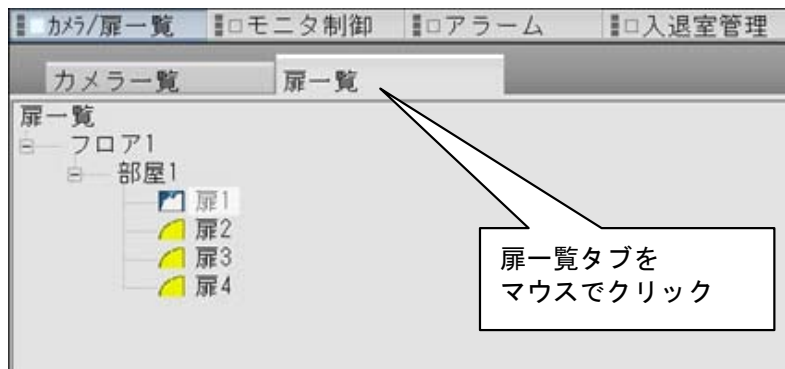 カメラ/扉一覧 モニタ制御 アラーム 入退室管理
カメラ一覧 扉一覧
扉一覧
フロア1
部屋1
扉1
扉2
扉3
扉4
扉一覧タブを
マウスでクリック